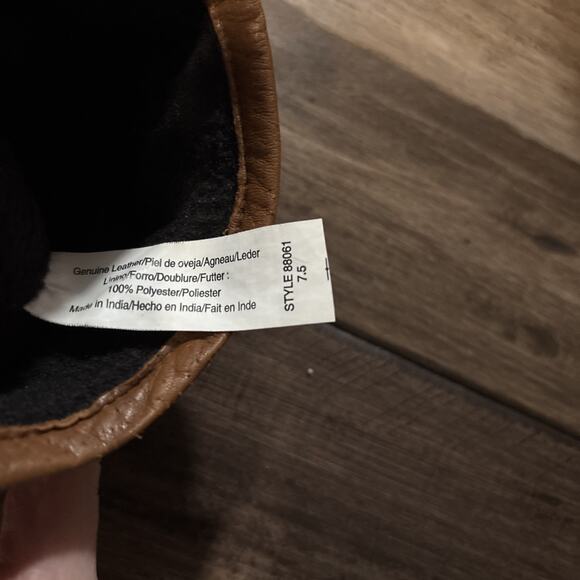 Genuine Leather/Piel de oveja/Agneau/Leder
Lining/Forro/Doublure/Futter :
100% Polyester/Poliester
Made in India/Hecho en India/Fait en Inde
STYLE 88061
7.5